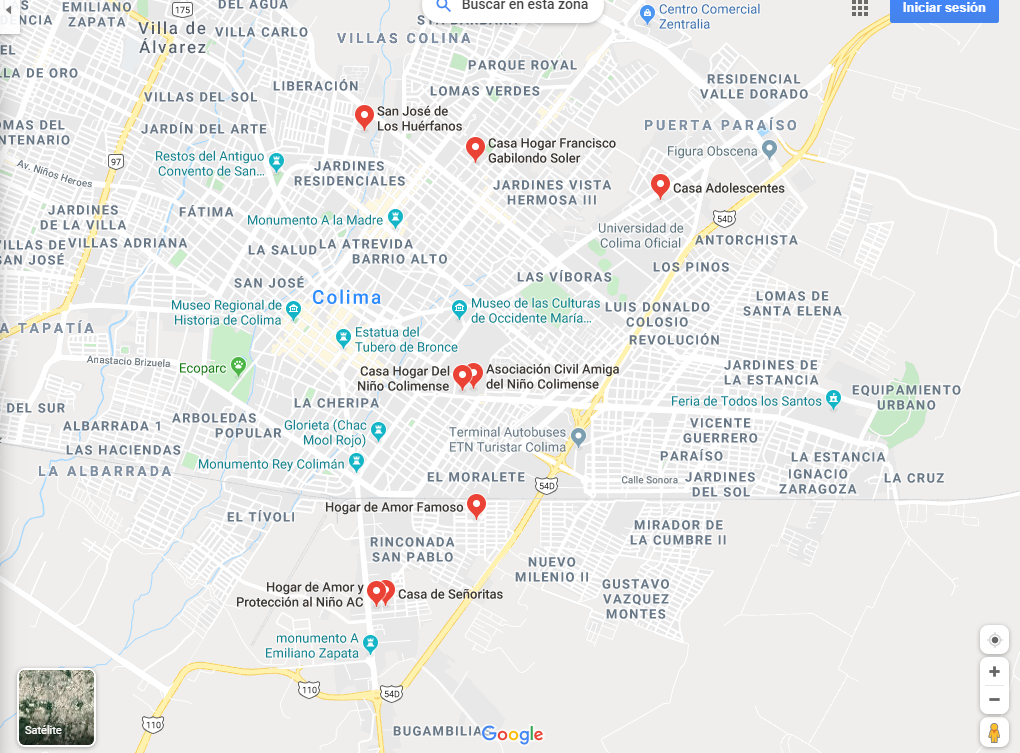 EMILIANO
ZAPATA
175
DEL AGUA
Buscar en esta zona
Centro Comercial
Zentralia
Iniciar sesión
Villa de
Álvarez
VILLA CARLO
VILLAS COLINA
LA DE ORO
PARQUE ROYAL
RESIDENCIAL
VALLE DORADO
LIBERACIÓN
LOMAS VERDES
VILLAS DEL SOL
San José de
Los Huérfanos
OMAS DEL
NTENARIO
JARDÍN DEL ARTE
PUERTA PARAÍSO
Casa Hogar Francisco
Gabilondo Soler
Figura Obscena
97
Restos del Antiguo
Convento de San...
JARDINES
RESIDENCIALES
Av. Niños Heroes
JARDINES VISTA
HERMOSA III
Casa Adolescentes
JARDINES
DE LA VILLA
FÁTIMA
Monumento A la Madre
54D
Universidad de
Colima Oficial
ANTORCHISTA
VILLAS DE
SAN JOSÉ
VILLAS ADRIANA
LA SALUD
LA ATREVIDA
BARRIO ALTO
LOS PINOS
LAS VÍBORAS
SAN JOSÉ
Colima
Museo Regional de
Historia de Colima
Museo de las Culturas
de Occidente María...
LUIS DONALDO
COLOSIO
LOMAS DE
SANTA ELENA
A TAPATÍA
Estatua del
Tubero de Bronce
REVOLUCIÓN
Anastacio Brizuela
Ecoparc
Casa Hogar Del
Niño Colimense
Asociación Civil Amiga
del Niño Colimense
JARDINES DE
LA ESTANCIA
EQUIPAMIENTO
URBANO
Feria de Todos los Santos
DEL SUR
LA CHERIPA
ARBOLEDAS
POPULAR
ALBARRADA 1
Glorieta (Chac
Mool Rojo)
Terminal Autobuses
ETN Turistar Colima
VICENTE
GUERRERO
LAS HACIENDAS
PARAÍSO
LA ESTANCIA
LA ALBARRADA
Monumento Rey Colimán
EL MORALETE
54D
Calle Sonora
JARDINES
DEL SOL
IGNACIO
ZARAGOZA
LA CRUZ
Hogar de Amor Famoso
EL TÍVOLI
MIRADOR DE
LA CUMBRE II
RINCONADA
SAN PABLO
NUEVO
MILENIO II
GUSTAVO
VAZQUEZ
MONTES
Hogar de Amor y
Protección al Niño AC
Casa de Señoritas
monumento A
Emiliano Zapata
110
54D
110
Satélite
BUGAMBILIA
Google